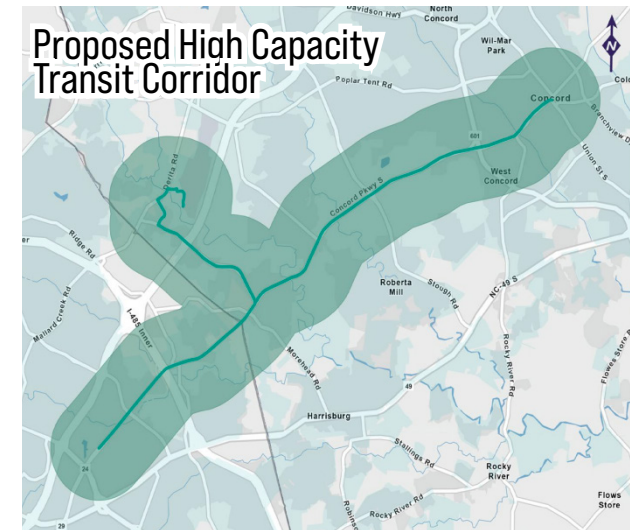 Proposed High Capacity
Transit Corridor
Davidson Hwy
North
Concord
N
Wil-Mar
Park
Poplar Tent Rd
Concord
Branchview D
601
Union St S
West
Concord
Derita Rd
Concord Pkwy S
Ridge Rd
Mallard Creek Rd
I-485 Inner
Roberta
Mill
Stough Rd
NC-49 S
Rocky River Rd
Flowes Store
Morehead Rd
49
Harrisburg
Stallings Rd
24
29
Rocky
River
Rocky River Rd
Robins
Flows
Store